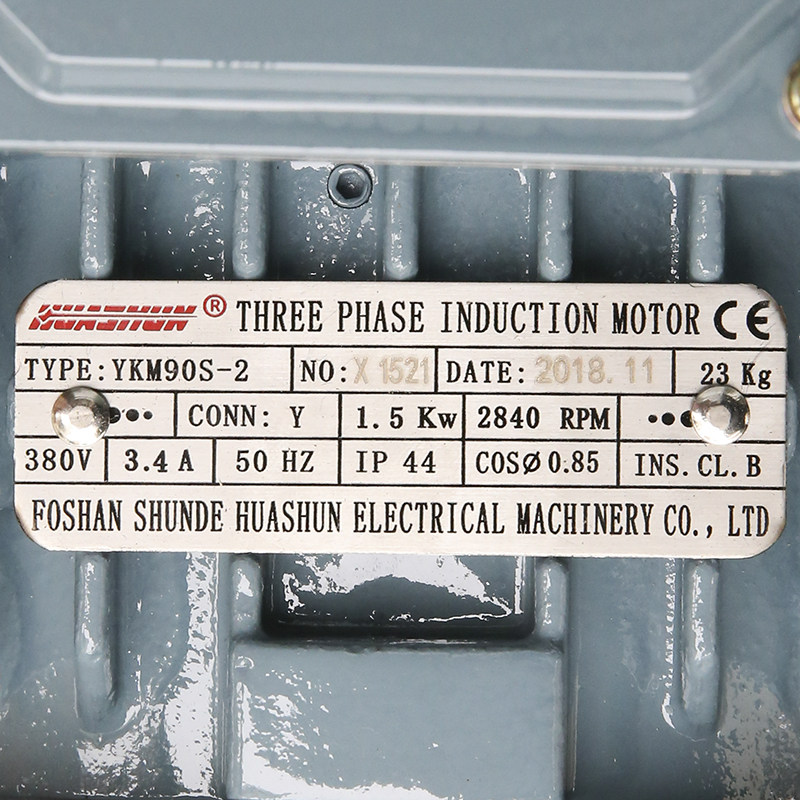 HUASHUN ® THREE PHASE INDUCTION MOTOR CE
TYPE: YKM90S-2 NO: X 1521 DATE: 2018.11 23 Kg
CONN: Y 1.5 Kw 2840 RPM
380V 3.4 A 50 HZ IP 44 COSØ 0.85 INS. CL. B
FOSHAN SHUNDE HUASHUN ELECTRICAL MACHINERY CO., LTD